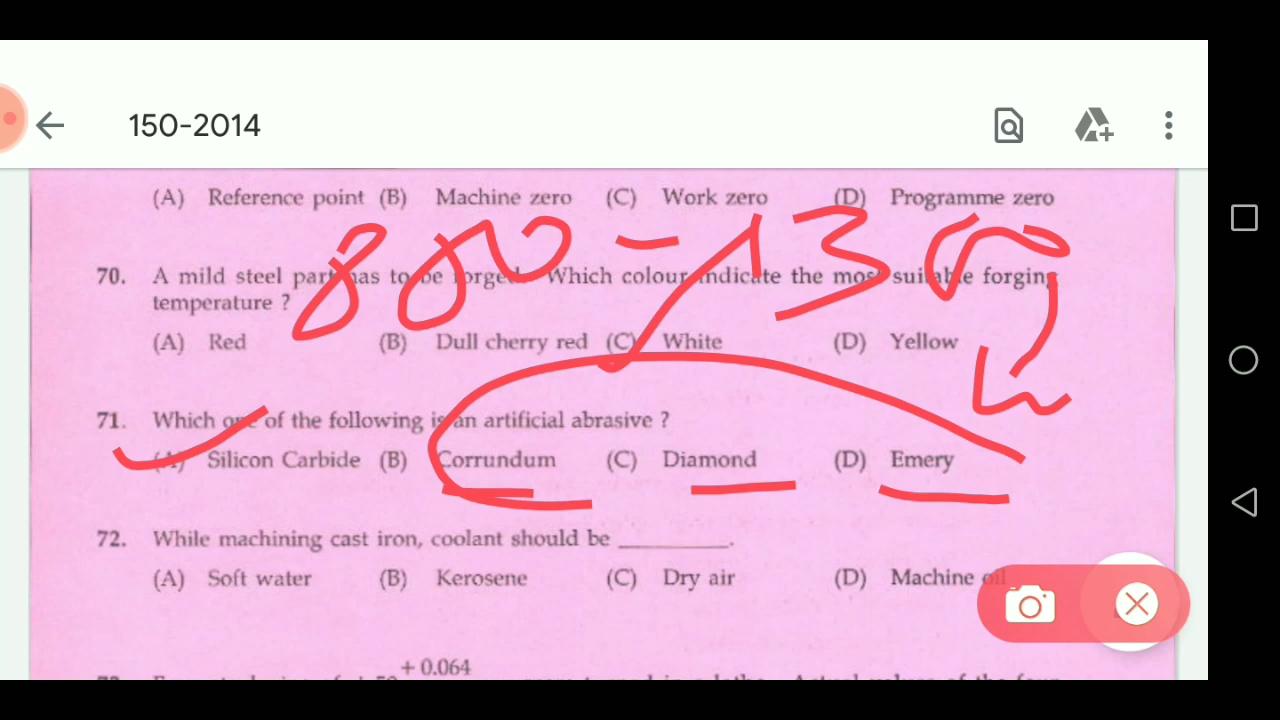 150-2014
(A) Reference point (B) Machine zero (C) Work zero (D) Programme zero
800 - 1300
70. A mild steel part has to be forged. Which colour indicate the most suitable forging
temperature ?
(A) Red (B) Dull cherry red (C) White (D) Yellow
71. Which one of the following is an artificial abrasive ?
(A) Silicon Carbide (B) Corrundum (C) Diamond (D) Emery
72. While machining cast iron, coolant should be ________.
(A) Soft water (B) Kerosene (C) Dry air (D) Machine oil
+ 0.064